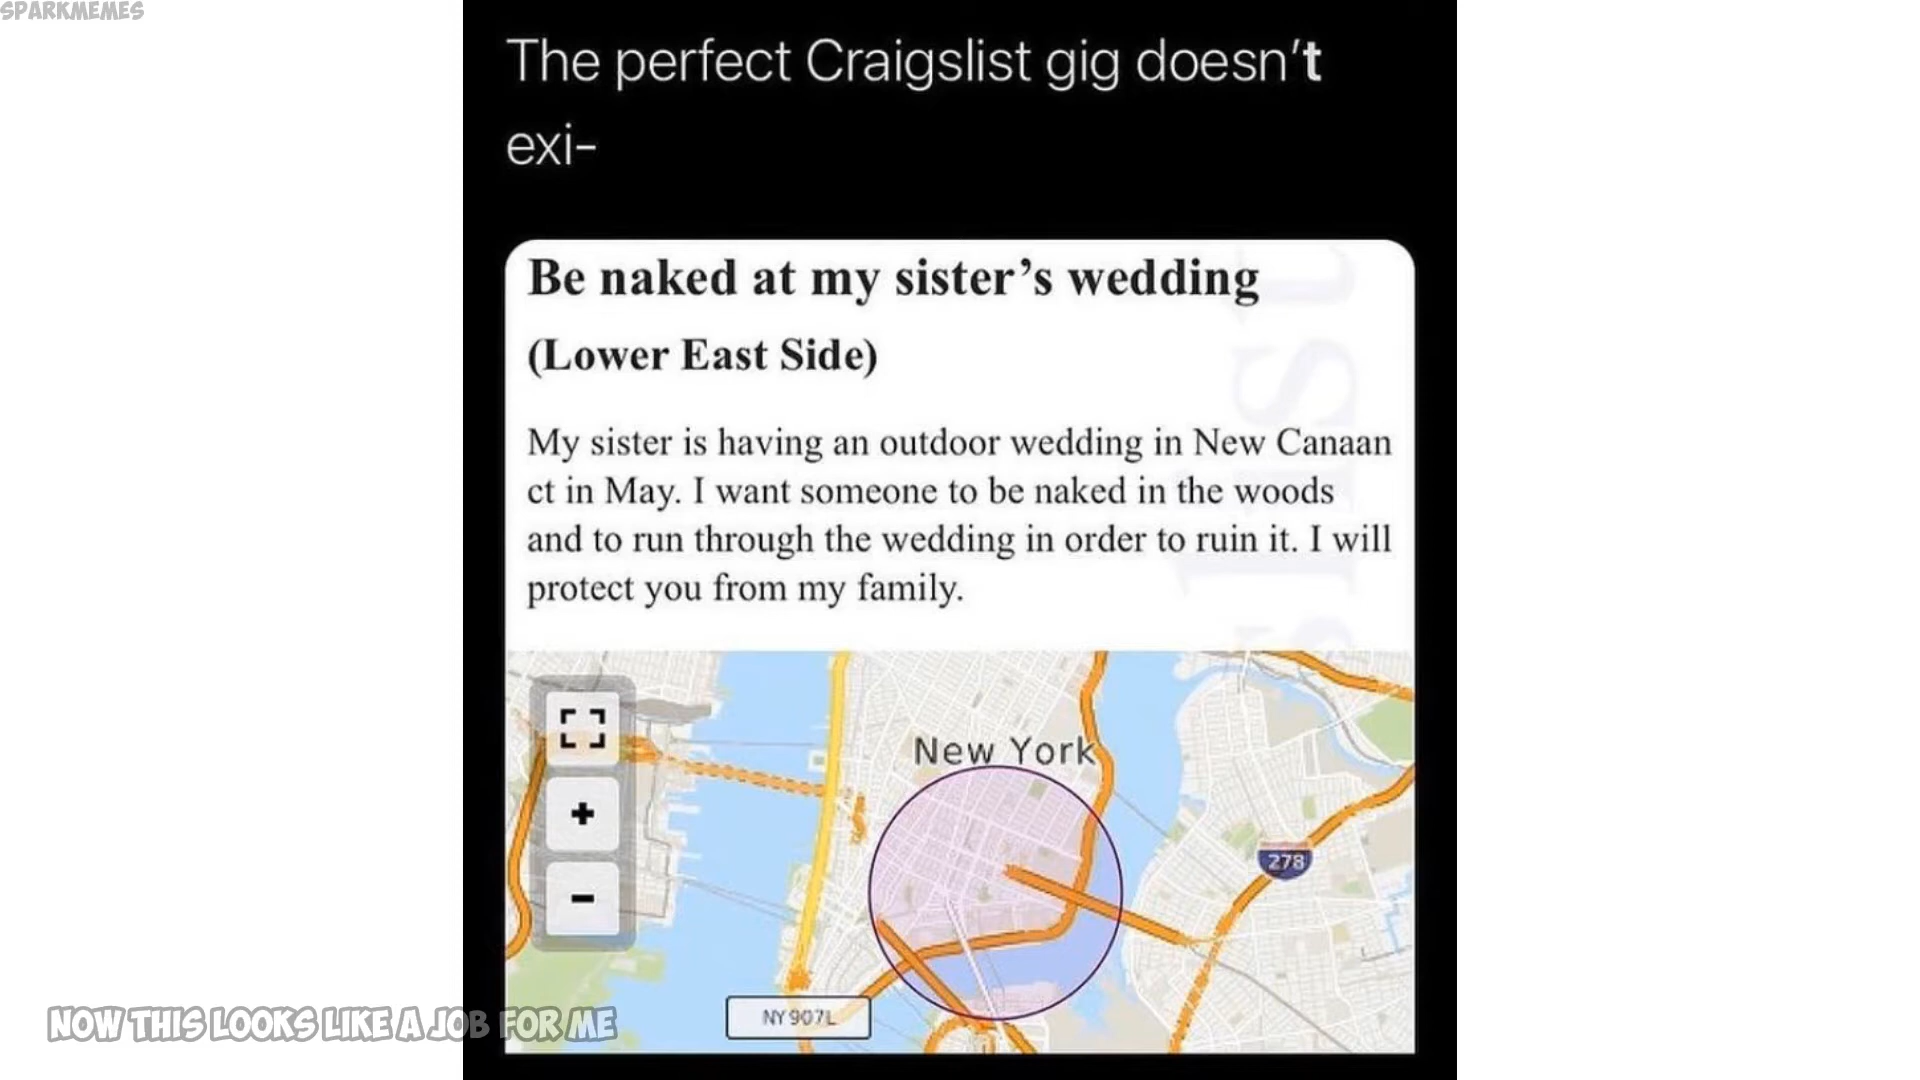 SPARKMEMES
The perfect Craigslist gig doesn't
exi-
Be naked at my sister's wedding
(Lower East Side)
My sister is having an outdoor wedding in New Canaan
ct in May. I want someone to be naked in the woods
and to run through the wedding in order to ruin it. I will
protect you from my family.
New York
278
NY 907L
NOW THIS LOOKS LIKE A JOB FOR ME